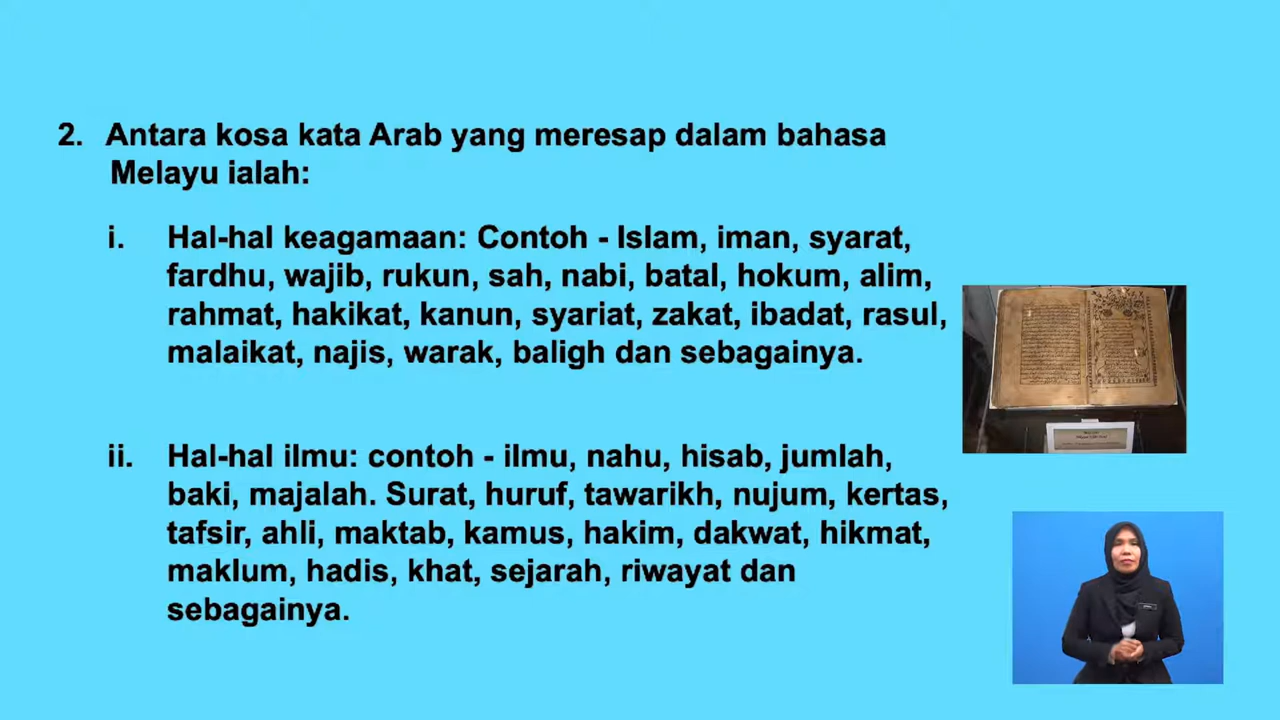 2. Antara kosa kata Arab yang meresap dalam bahasa
Melayu ialah:
i. Hal-hal keagamaan: Contoh - Islam, iman, syarat,
fardhu, wajib, rukun, sah, nabi, batal, hokum, alim,
rahmat, hakikat, kanun, syariat, zakat, ibadat, rasul,
malaikat, najis, warak, baligh dan sebagainya.
ii. Hal-hal ilmu: contoh - ilmu, nahu, hisab, jumlah,
baki, majalah. Surat, huruf, tawarikh, nujum, kertas,
tafsir, ahli, maktab, kamus, hakim, dakwat, hikmat,
maklum, hadis, khat, sejarah, riwayat dan
sebagainya.